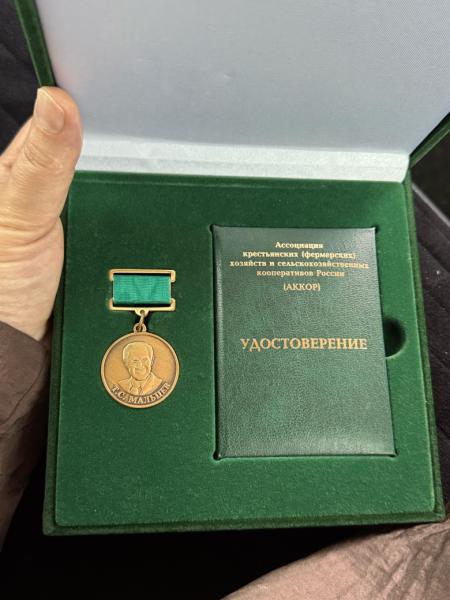 Ассоциация
крестьянских (фермерских)
хозяйств и сельскохозяйственных
кооперативов России
(АККОР)
УДОСТОВЕРЕНИЕ
Т.С.МАЛЬЦЕВ